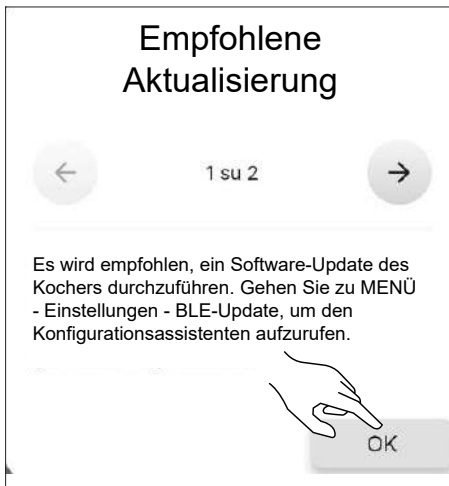 Empfohlene
Aktualisierung
1 su 2
Es wird empfohlen, ein Software-Update des
Kochers durchzuführen. Gehen Sie zu MENÜ
- Einstellungen - BLE-Update, um den
Konfigurationsassistenten aufzurufen.
OK